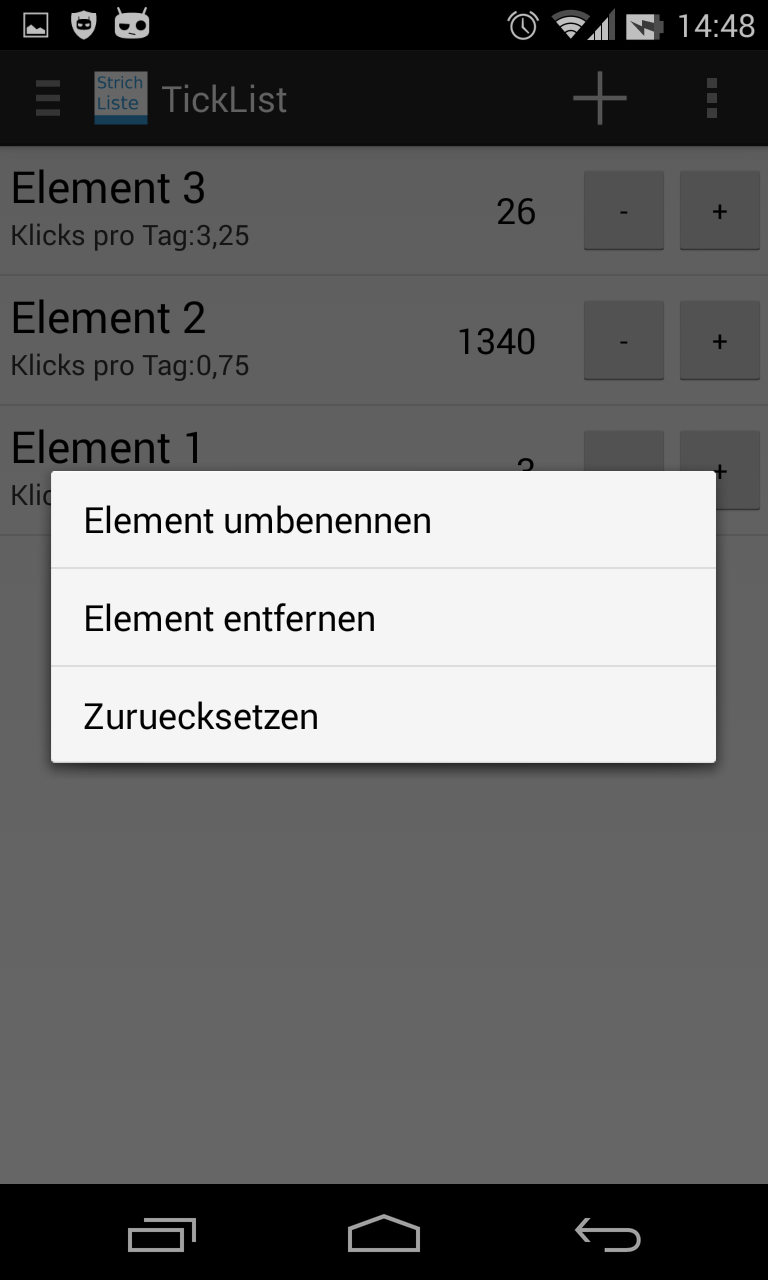 14:48
Strich
Liste
TickList
Element 3
26
-
+
Klicks pro Tag:3,25
Element 2
1340
-
+
Klicks pro Tag:0,75
Element 1
+
Element umbenennen
Element entfernen
Zuruecksetzen